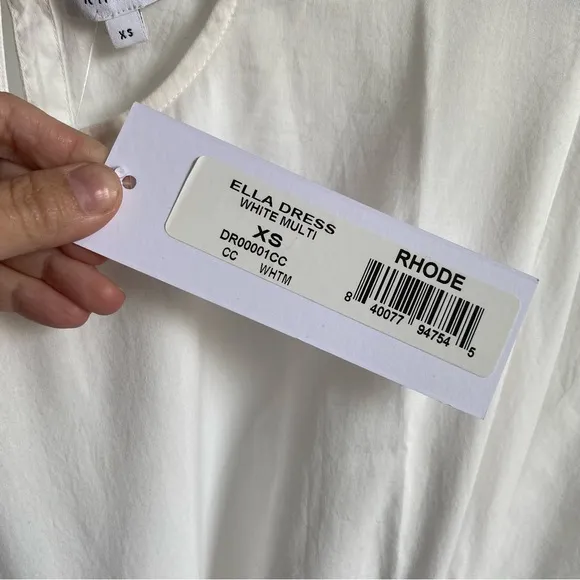 XS
ELLA DRESS
WHITE MULTI
XS
DR00001CC
CC WHTM
RHODE
8 40077 94754 5